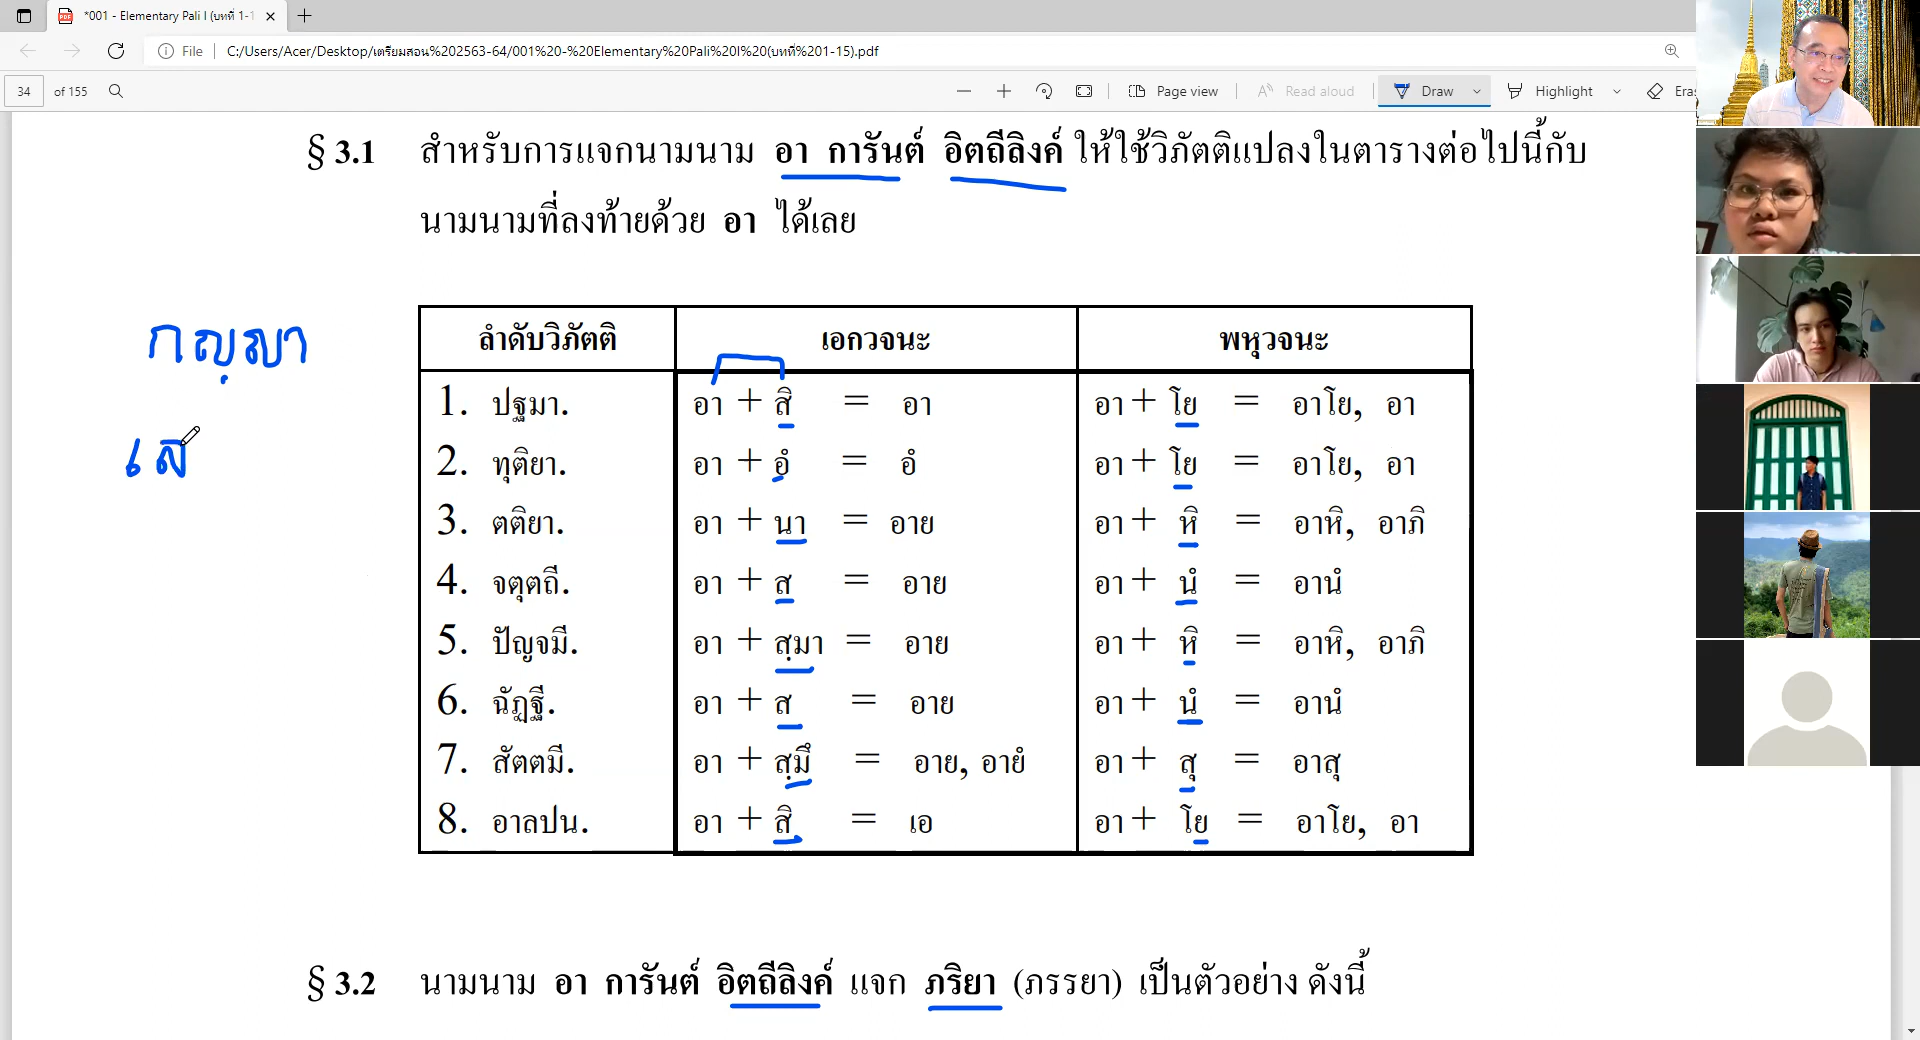 *001 - Elementary Pali I (บทที่ 1-1
File C:/Users/Acer/Desktop/เตรียมสอน%202563-64/001%20-%20Elementary%20Pali%20I%20(บทที่%201-15).pdf
34 of 155 Page view Read aloud Draw Highlight Eras
§ 3.1 สำหรับการแจกนามนาม อา การันต์ อิตถีลิงค์ ให้ใช้วิภัตติแปลงในตารางต่อไปนี้กับ
นามนามที่ลงท้ายด้วย อา ได้เลย
กญฺญา
เส
ลำดับวิภัตติ เอกวจนะ พหุวจนะ
1. ปฐมา. อา + สิ = อา อา + โย = อาโย, อา
2. ทุติยา. อา + อํ = อํ อา + โย = อาโย, อา
3. ตติยา. อา + นา = อาย อา + หิ = อาหิ, อาภิ
4. จตุตถี. อา + ส = อาย อา + นํ = อานํ
5. ปัญจมี. อา + สฺมา = อาย อา + หิ = อาหิ, อาภิ
6. ฉัฏฐี. อา + ส = อาย อา + นํ = อานํ
7. สัตตมี. อา + สฺมึ = อาย, อายํ อา + สุ = อาสุ
8. อาลปน. อา + สิ = เอ อา + โย = อาโย, อา
§ 3.2 นามนาม อา การันต์ อิตถีลิงค์ แจก ภริยา (ภรรยา) เป็นตัวอย่าง ดังนี้